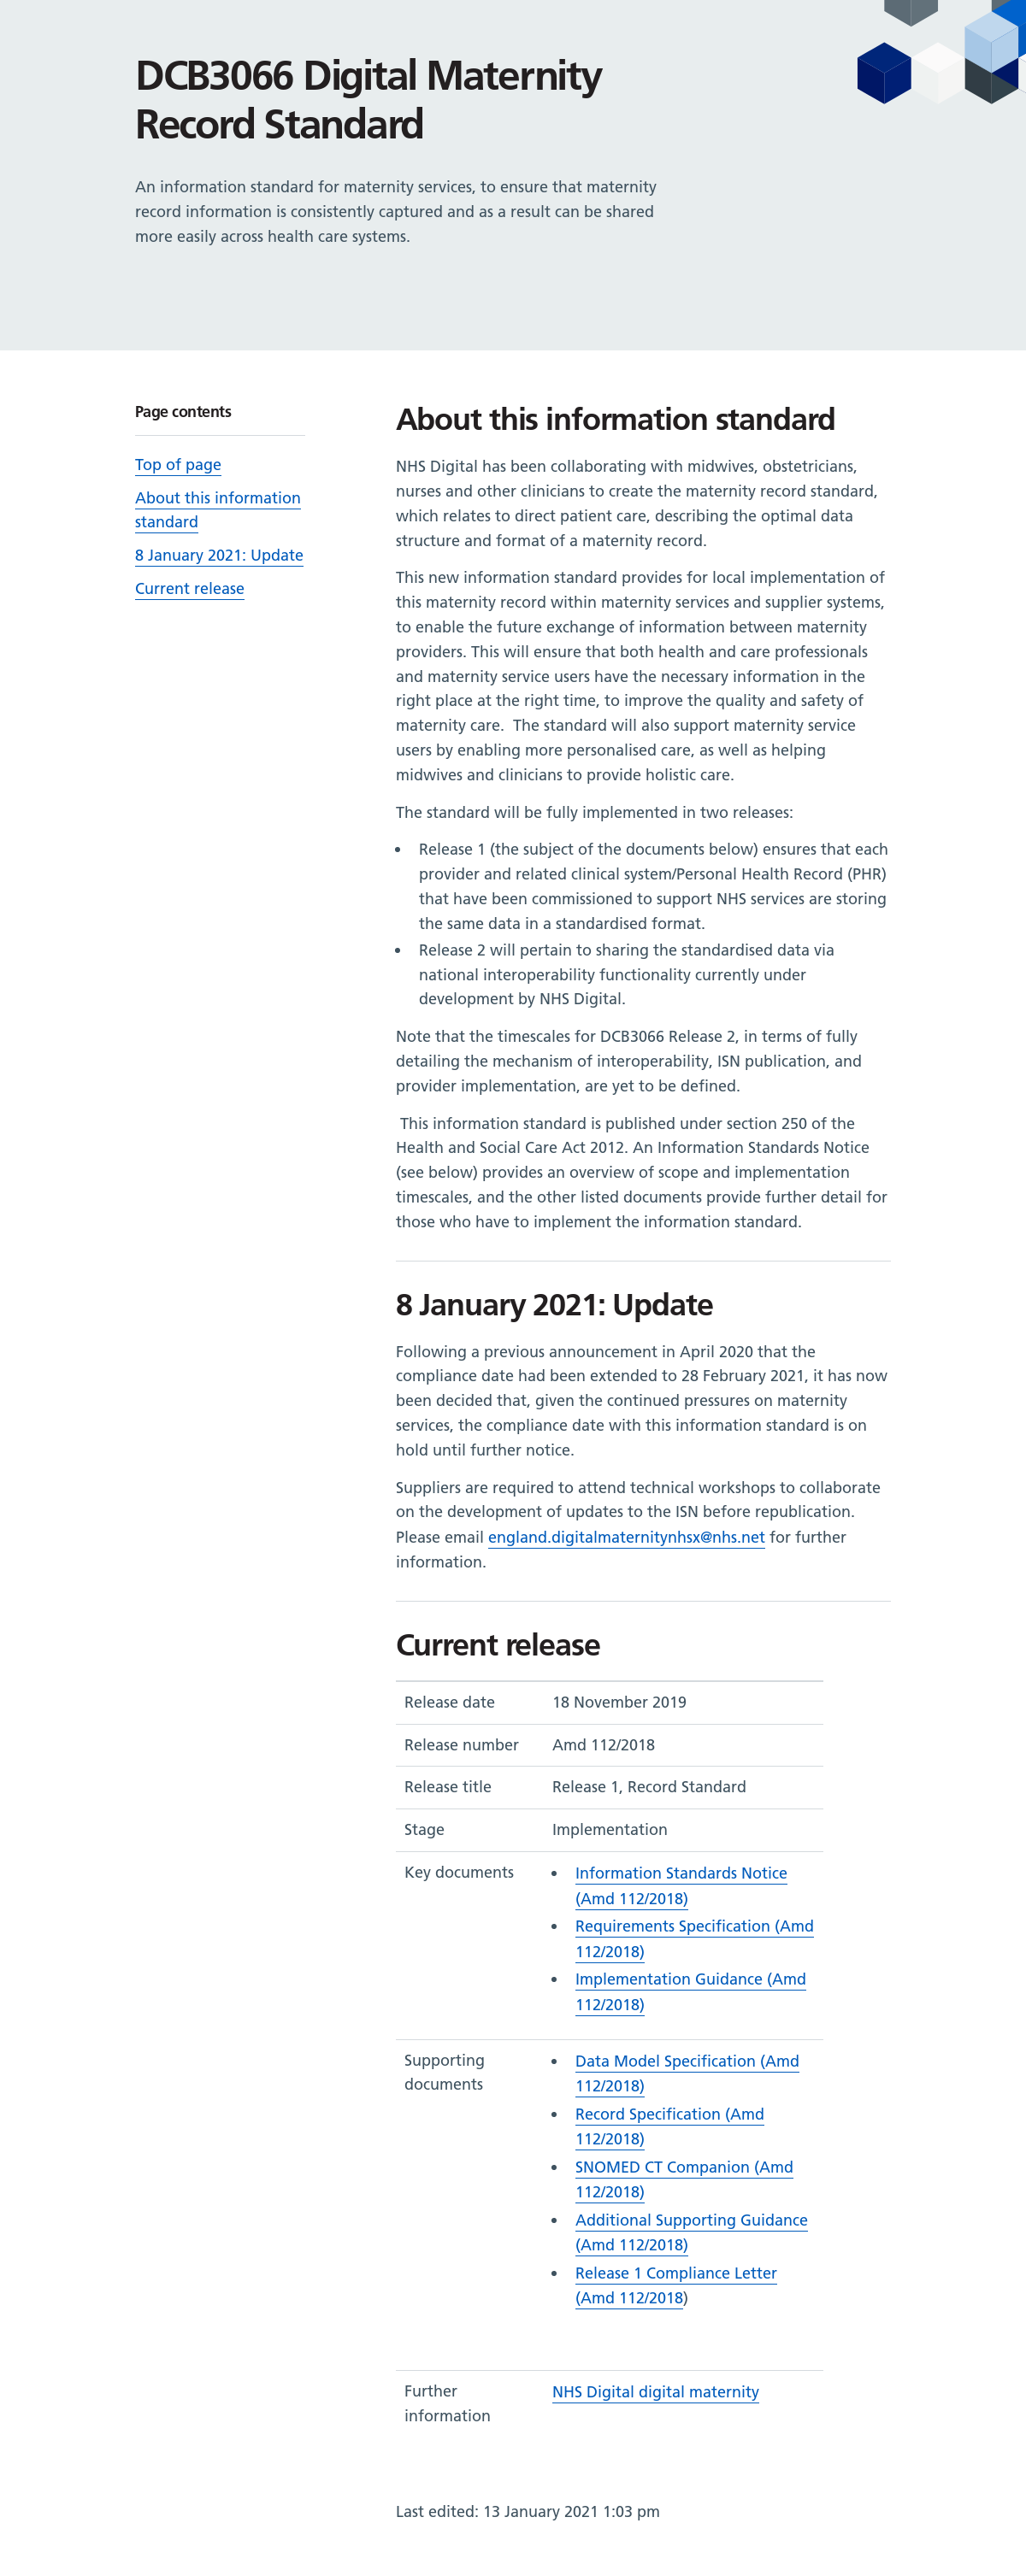 DCB3066 Digital Maternity
Record Standard
An information standard for maternity services, to ensure that maternity
record information is consistently captured and as a result can be shared
more easily across health care systems.
Page contents
Top of page
About this information
standard
8 January 2021: Update
Current release
About this information standard
NHS Digital has been collaborating with midwives, obstetricians,
nurses and other clinicians to create the maternity record standard,
which relates to direct patient care, describing the optimal data
structure and format of a maternity record.
This new information standard provides for local implementation of
this maternity record within maternity services and supplier systems,
to enable the future exchange of information between maternity
providers. This will ensure that both health and care professionals
and maternity service users have the necessary information in the
right place at the right time, to improve the quality and safety of
maternity care.  The standard will also support maternity service
users by enabling more personalised care, as well as helping
midwives and clinicians to provide holistic care.
The standard will be fully implemented in two releases:
• Release 1 (the subject of the documents below) ensures that each
provider and related clinical system/Personal Health Record (PHR)
that have been commissioned to support NHS services are storing
the same data in a standardised format.
• Release 2 will pertain to sharing the standardised data via
national interoperability functionality currently under
development by NHS Digital.
Note that the timescales for DCB3066 Release 2, in terms of fully
detailing the mechanism of interoperability, ISN publication, and
provider implementation, are yet to be defined.
This information standard is published under section 250 of the
Health and Social Care Act 2012. An Information Standards Notice
(see below) provides an overview of scope and implementation
timescales, and the other listed documents provide further detail for
those who have to implement the information standard.
8 January 2021: Update
Following a previous announcement in April 2020 that the
compliance date had been extended to 28 February 2021, it has now
been decided that, given the continued pressures on maternity
services, the compliance date with this information standard is on
hold until further notice.
Suppliers are required to attend technical workshops to collaborate
on the development of updates to the ISN before republication.
Please email england.digitalmaternitynhsx@nhs.net for further
information.
Current release
Release date 18 November 2019
Release number Amd 112/2018
Release title Release 1, Record Standard
Stage Implementation
Key documents • Information Standards Notice
(Amd 112/2018)
• Requirements Specification (Amd
112/2018)
• Implementation Guidance (Amd
112/2018)
Supporting
documents
• Data Model Specification (Amd
112/2018)
• Record Specification (Amd
112/2018)
• SNOMED CT Companion (Amd
112/2018)
• Additional Supporting Guidance
(Amd 112/2018)
• Release 1 Compliance Letter
(Amd 112/2018)
Further
information
NHS Digital digital maternity
Last edited: 13 January 2021 1:03 pm